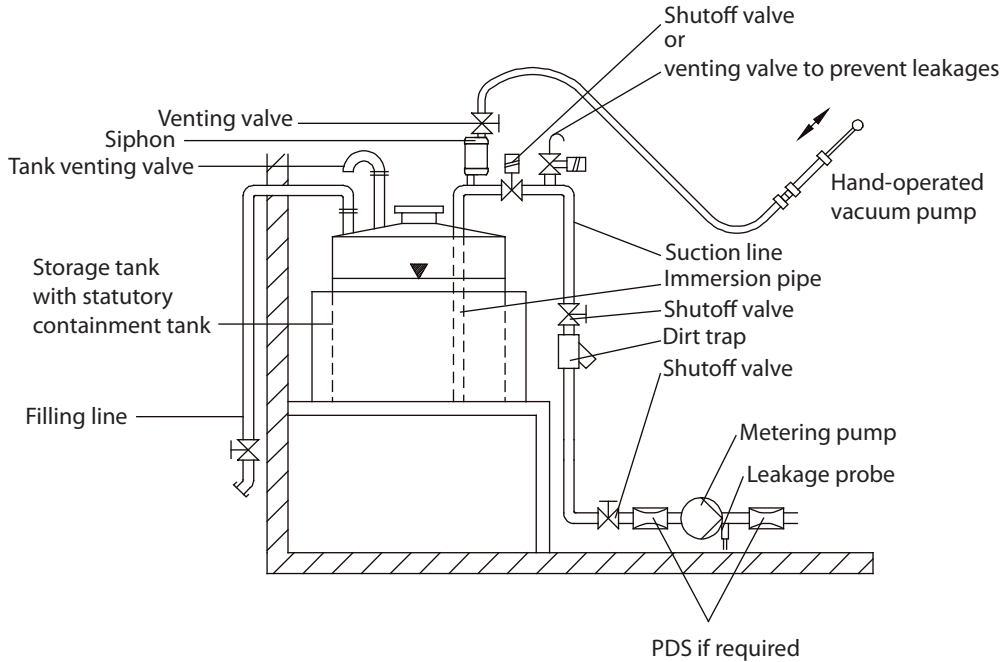 Shutoff valve
or
venting valve to prevent leakages
Venting valve
Siphon
Tank venting valve
Hand-operated
vacuum pump
Storage tank
with statutory
containment tank
Suction line
Immersion pipe
Shutoff valve
Dirt trap
Shutoff valve
Filling line
Metering pump
Leakage probe
PDS if required